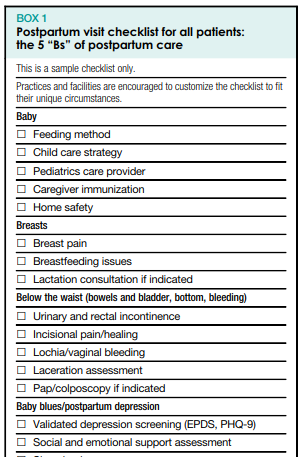 BOX 1
Postpartum visit checklist for all patients:
the 5 “Bs” of postpartum care
This is a sample checklist only.
Practices and facilities are encouraged to customize the checklist to fit
their unique circumstances.
Baby
☐ Feeding method
☐ Child care strategy
☐ Pediatrics care provider
☐ Caregiver immunization
☐ Home safety
Breasts
☐ Breast pain
☐ Breastfeeding issues
☐ Lactation consultation if indicated
Below the waist (bowels and bladder, bottom, bleeding)
☐ Urinary and rectal incontinence
☐ Incisional pain/healing
☐ Lochia/vaginal bleeding
☐ Laceration assessment
☐ Pap/colposcopy if indicated
Baby blues/postpartum depression
☐ Validated depression screening (EPDS, PHQ-9)
☐ Social and emotional support assessment